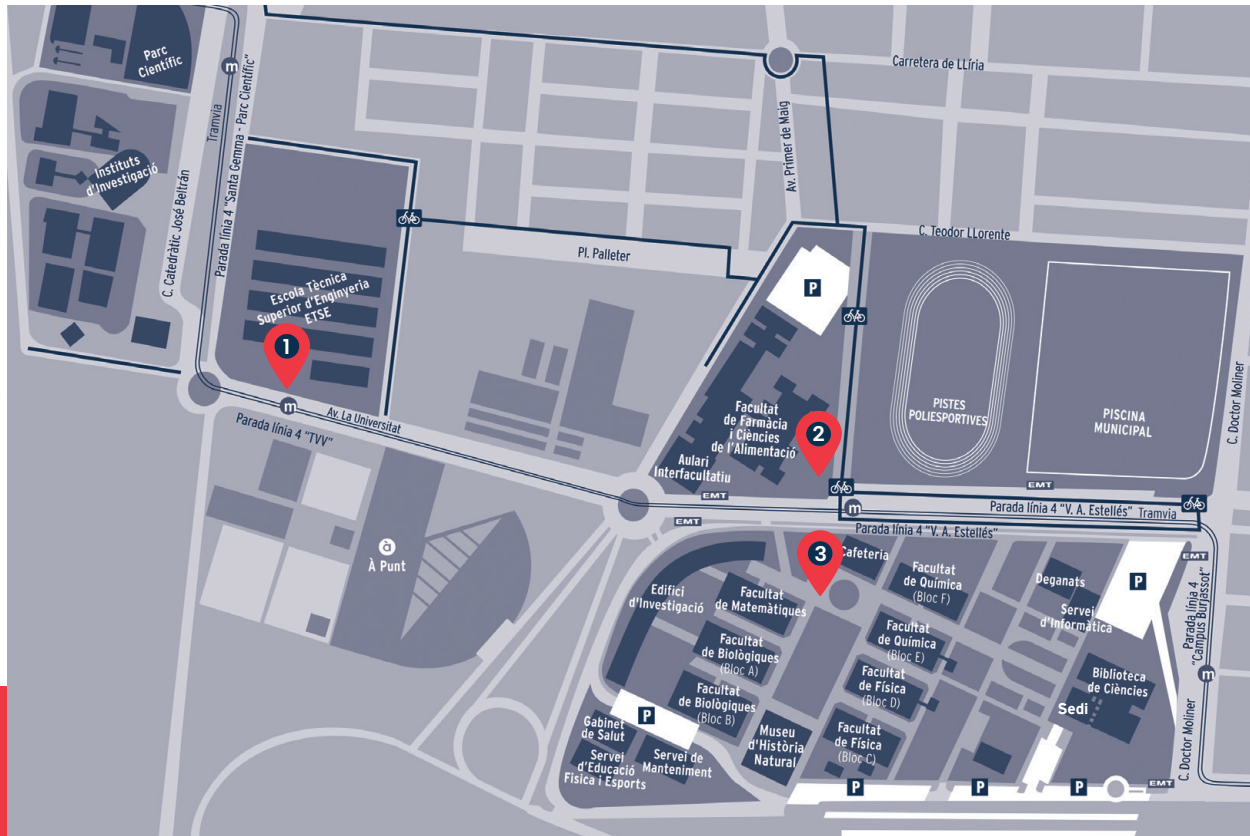 Parc
Científic
m
Tramvia
Parada línia 4 "Santa Gemma - Parc Científic"
C. Catedràtic José Beltrán
Instituts
d'Investigació
Carretera de LLíria
Av. Primer de Maig
C. Teodor LLorente
Pl. Palleter
P
Escola Tècnica
Superior d'Enginyeria
ETSE
1
m
Av. La Universitat
Parada línia 4 "TVV"
Facultat
de Farmàcia
i Ciències
de l'Alimentació
2
Aulari
Interfacultatiu
PISTES
POLIESPORTIVES
PISCINA
MUNICIPAL
C. Doctor Moliner
EMT
EMT
m
Parada línia 4 "V. A. Estellés" Tramvia
EMT
Parada línia 4 "V. A. Estellés"
à
À Punt
3
Cafeteria
EMT
Edifici
d'Investigació
Facultat
de Matemàtiques
Facultat
de Química
(Bloc F)
Deganats
Servei
d'Informàtica
P
Parada línia 4
"Campus Burjassot"
m
Facultat
de Biològiques
(Bloc A)
Facultat
de Química
(Bloc E)
Facultat
de Biològiques
(Bloc B)
Facultat
de Física
(Bloc D)
Biblioteca
de Ciències
Sedi
P
Gabinet
de Salut
Servei
d'Educació
Fisica i Esports
Servei de
Manteniment
Museu
d'Història
Natural
Facultat
de Física
(Bloc C)
C. Doctor Moliner
P
P
P
EMT